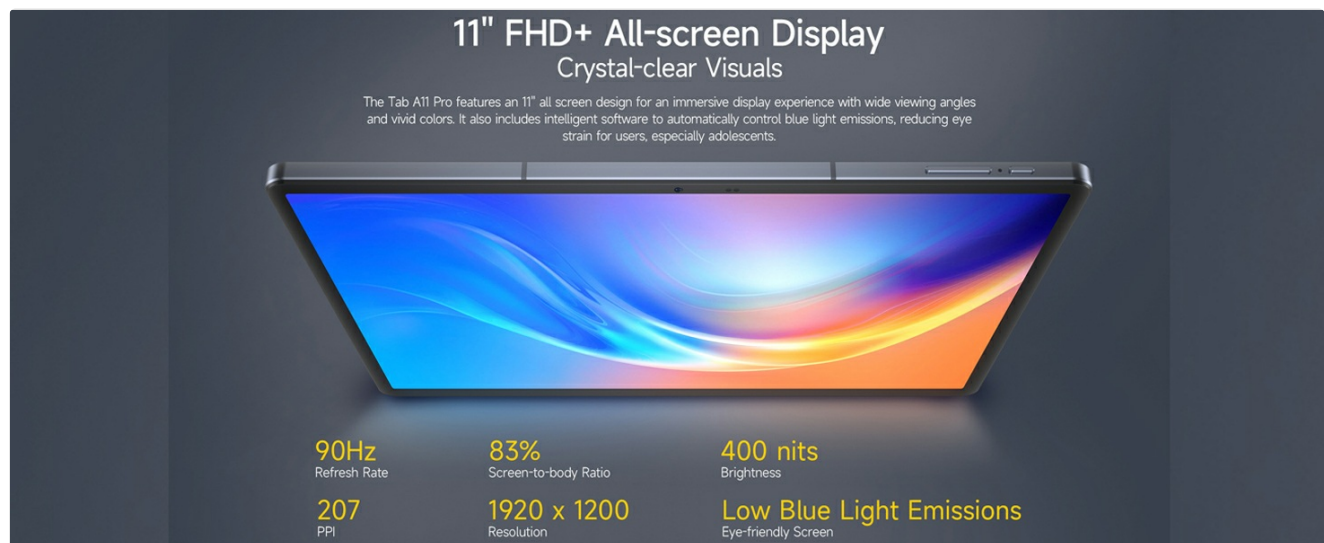 11" FHD+ All-screen Display
Crystal-clear Visuals
The Tab A11 Pro features an 11" all screen design for an immersive display experience with wide viewing angles
and vivid colors. It also includes intelligent software to automatically control blue light emissions, reducing eye
strain for users, especially adolescents.
90Hz
Refresh Rate
83%
Screen-to-body Ratio
400 nits
Brightness
207
PPI
1920 x 1200
Resolution
Low Blue Light Emissions
Eye-friendly Screen